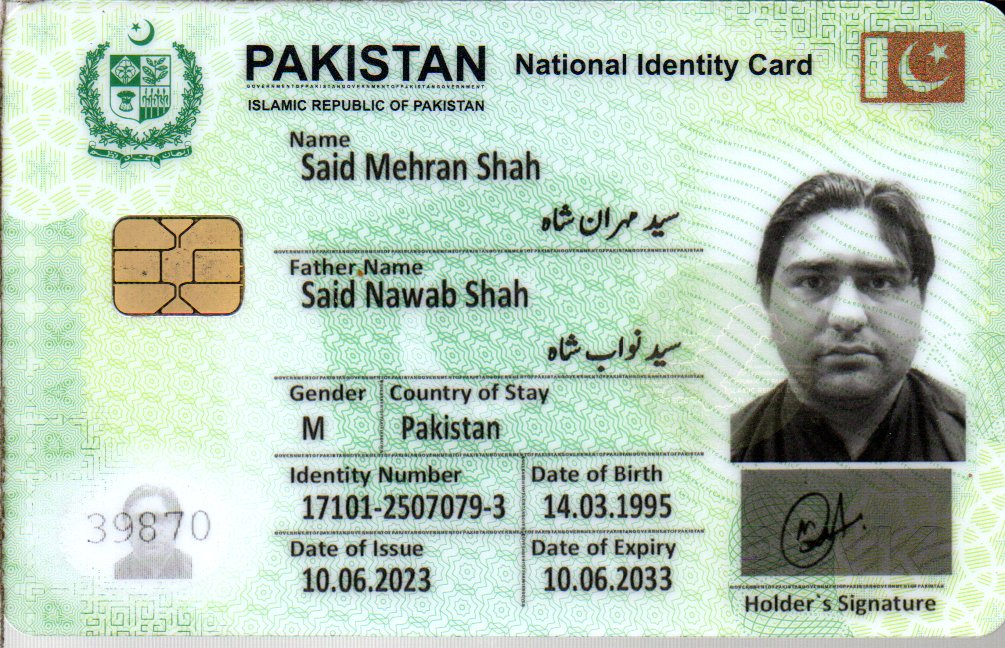 PAKISTAN National Identity Card
ISLAMIC REPUBLIC OF PAKISTAN
Name
Said Mehran Shah
سید مہران شاہ
Father Name
Said Nawab Shah
سید نواب شاہ
Gender Country of Stay
M Pakistan
Identity Number Date of Birth
17101-2507079-3 14.03.1995
39870
Date of Issue Date of Expiry
10.06.2023 10.06.2033
Holder`s Signature